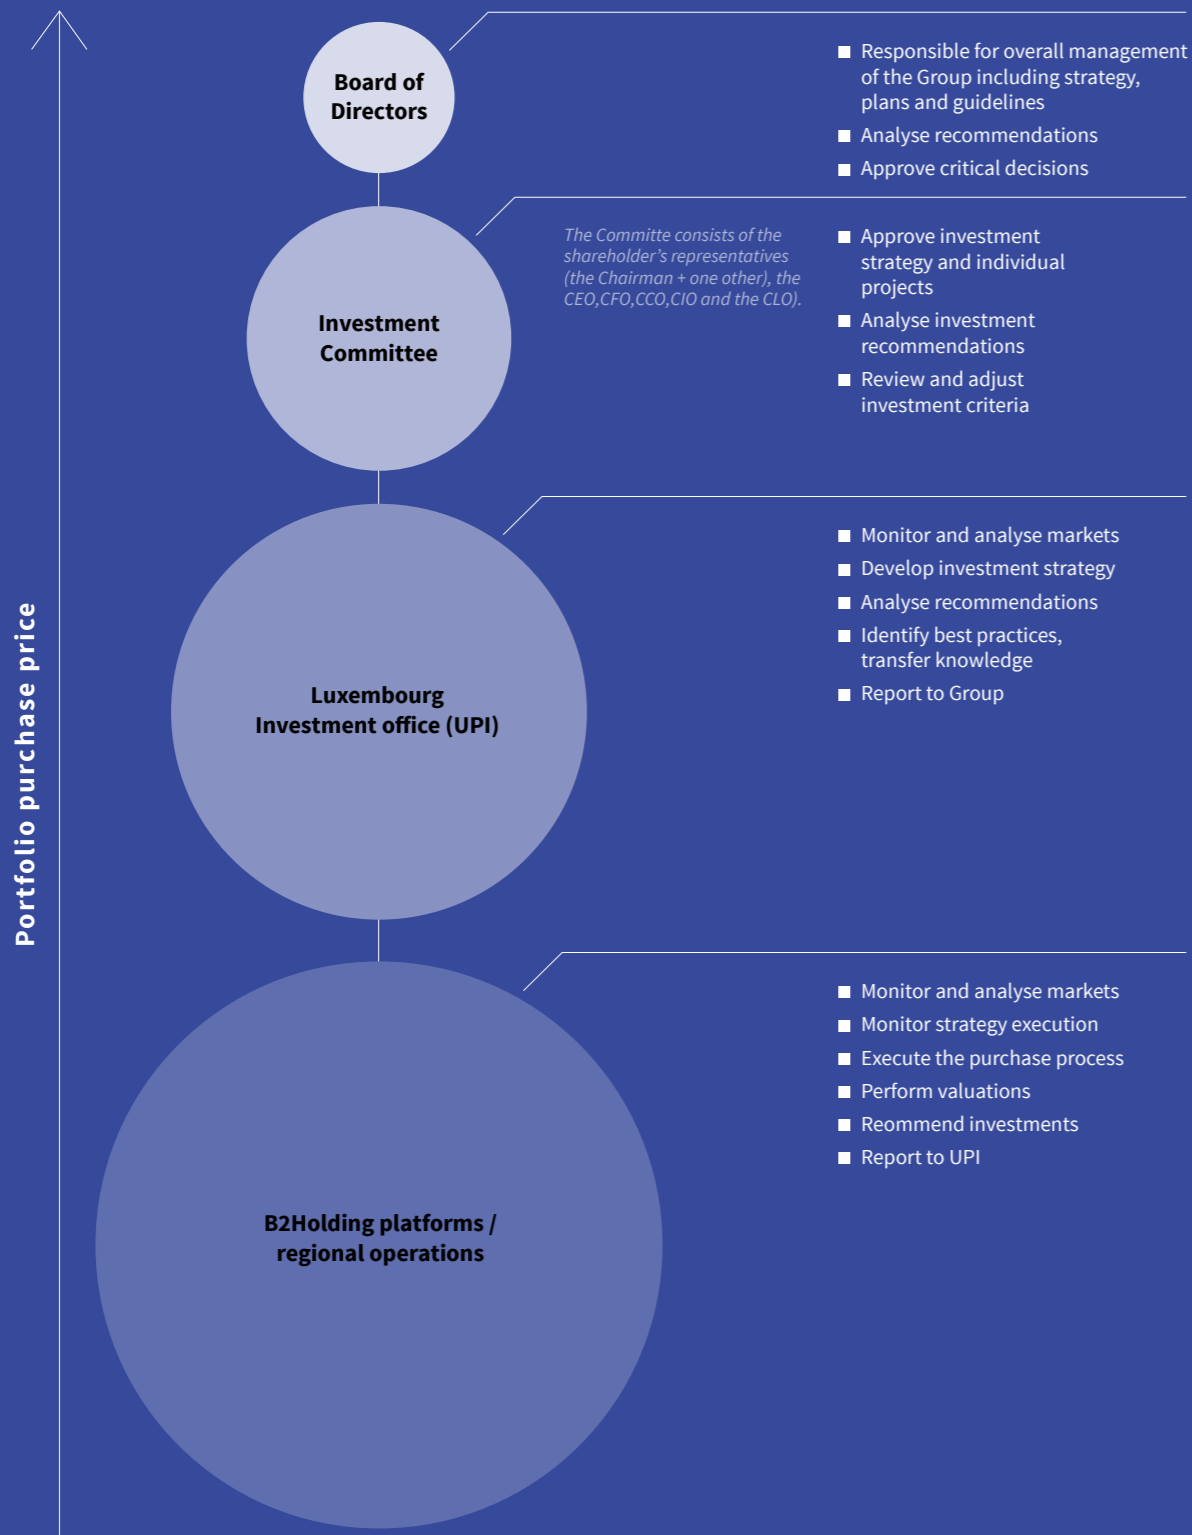 Portfolio purchase price
Board of
Directors
Responsible for overall management
of the Group including strategy,
plans and guidelines
Analyse recommendations
Approve critical decisions
Investment
Committee
The Committe consists of the
shareholder's representatives
(the Chairman + one other), the
CEO,CFO,CCO,CIO and the CLO).
Approve investment
strategy and individual
projects
Analyse investment
recommendations
Review and adjust
investment criteria
Luxembourg
Investment office (UPI)
Monitor and analyse markets
Develop investment strategy
Analyse recommendations
Identify best practices,
transfer knowledge
Report to Group
B2Holding platforms /
regional operations
Monitor and analyse markets
Monitor strategy execution
Execute the purchase process
Perform valuations
Reommend investments
Report to UPI